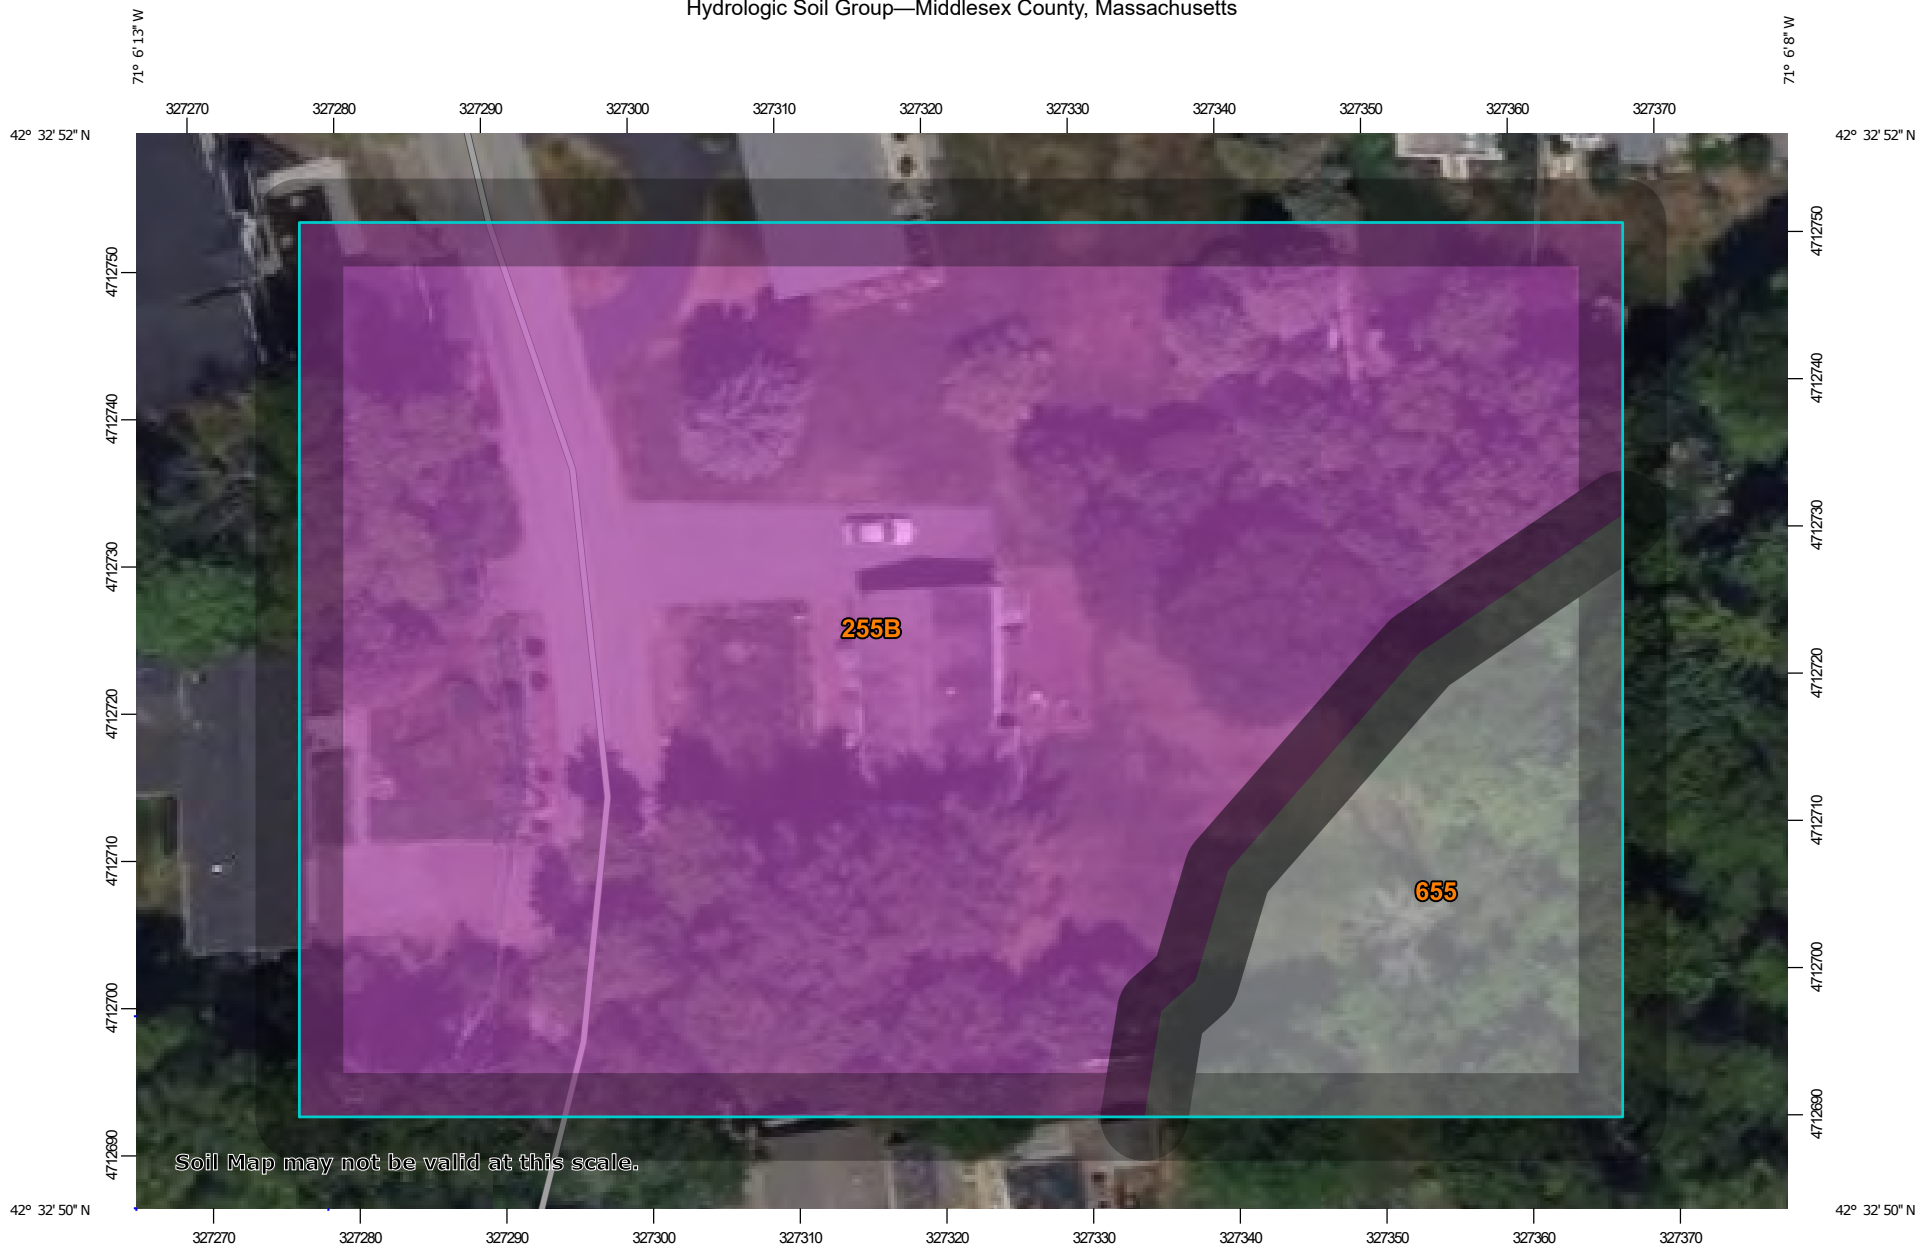 Hydrologic Soil Group—Middlesex County, Massachusetts
71° 6' 13" W
71° 6' 8" W
327270 327280 327290 327300 327310 327320 327330 327340 327350 327360 327370
42° 32' 52" N
42° 32' 52" N
4712750
4712740
4712730
4712720
4712710
4712700
4712690
4712750
4712740
4712730
4712720
4712710
4712700
4712690
255B
655
Soil Map may not be valid at this scale.
42° 32' 50" N
42° 32' 50" N
327270 327280 327290 327300 327310 327320 327330 327340 327350 327360 327370